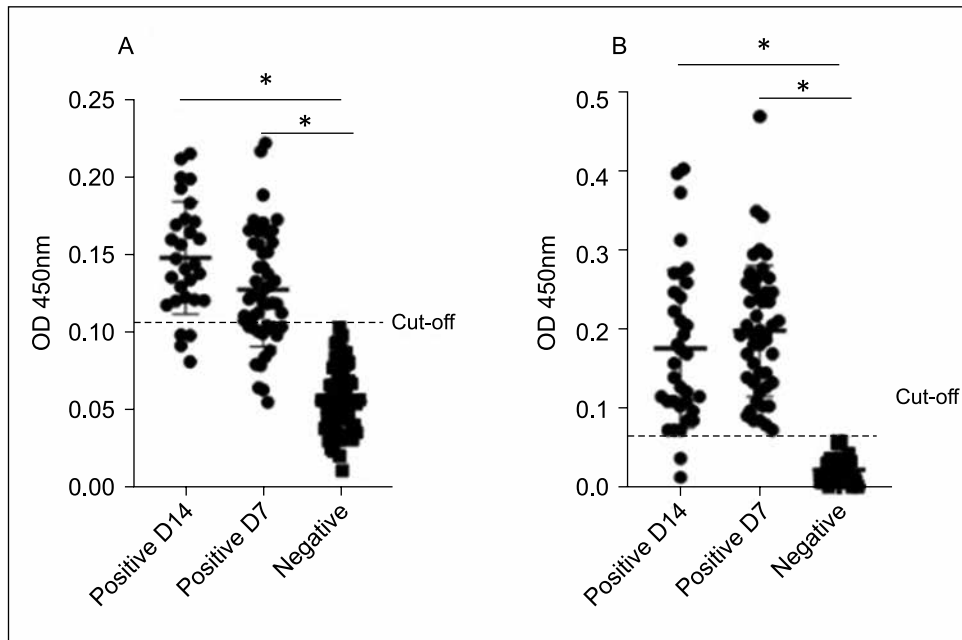 A
*
*
0.25
0.20
0.15
0.10
0.05
0.00
OD 450nm
Cut-off
Positive D14
Positive D7
Negative
B
*
*
0.5
0.4
0.3
0.2
0.1
0.0
OD 450nm
Cut-off
Positive D14
Positive D7
Negative